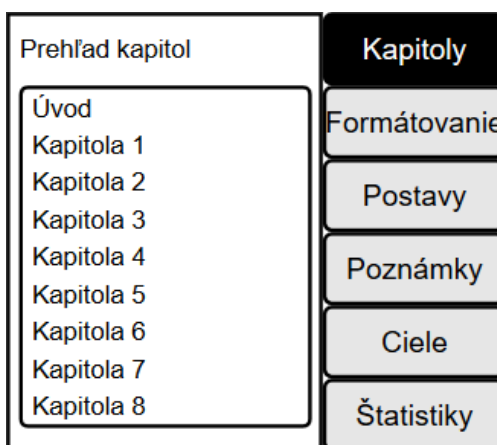 Prehľad kapitol
Úvod
Kapitola 1
Kapitola 2
Kapitola 3
Kapitola 4
Kapitola 5
Kapitola 6
Kapitola 7
Kapitola 8
Kapitoly
Formátovanie
Postavy
Poznámky
Ciele
Štatistiky